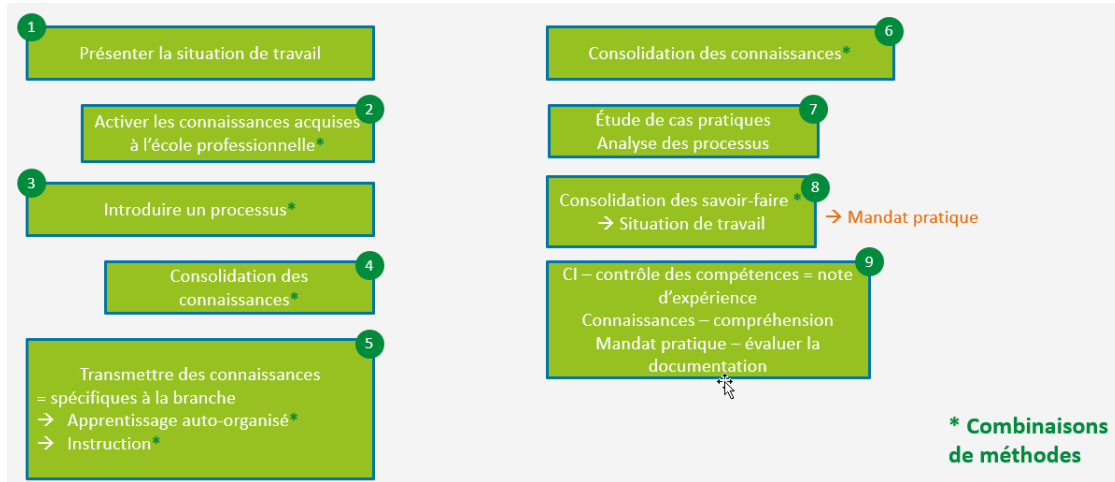 1
Présenter la situation de travail
2
Activer les connaissances acquises
à l'école professionnelle*
3
Introduire un processus*
4
Consolidation des
connaissances*
5
Transmettre des connaissances
= spécifiques à la branche
→ Apprentissage auto-organisé*
→ Instruction*
6
Consolidation des connaissances*
7
Étude de cas pratiques
Analyse des processus
8
Consolidation des savoir-faire *
→ Situation de travail
→ Mandat pratique
9
CI – contrôle des compétences = note
d'expérience
Connaissances – compréhension
Mandat pratique – évaluer la
documentation
* Combinaisons
de méthodes